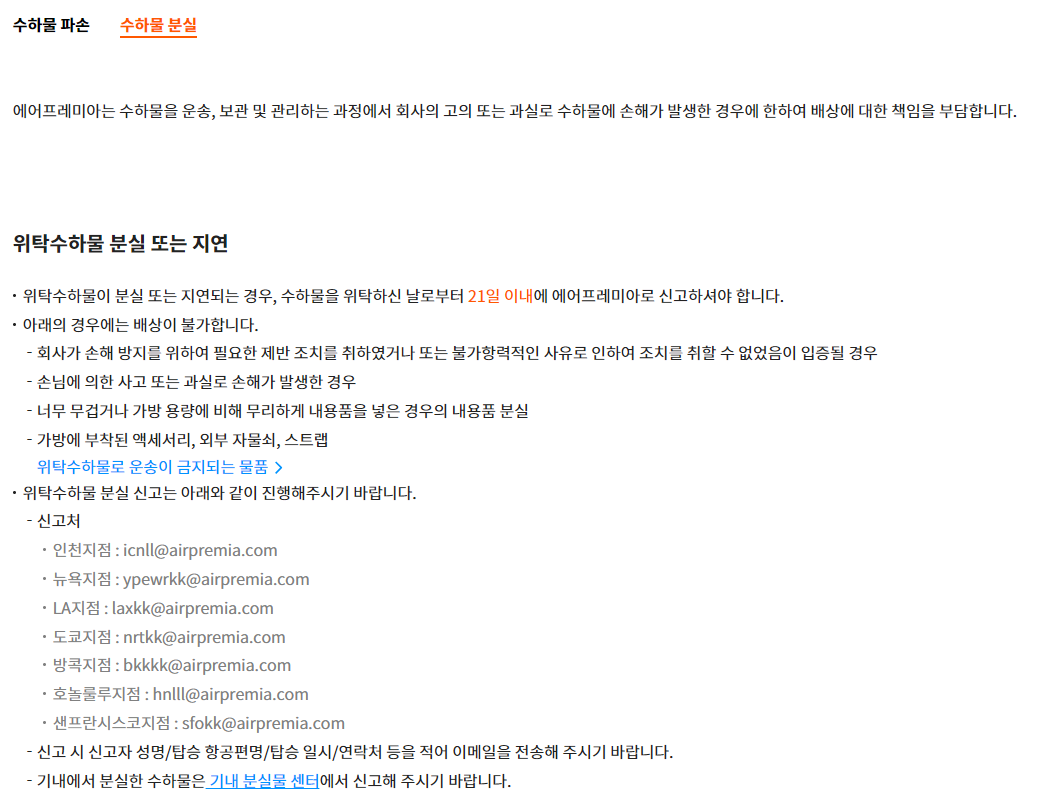 수하물 파손 수하물 분실
에어프레미아는 수하물을 운송, 보관 및 관리하는 과정에서 회사의 고의 또는 과실로 수하물에 손해가 발생한 경우에 한하여 배상에 대한 책임을 부담합니다.
위탁수하물 분실 또는 지연
· 위탁수하물이 분실 또는 지연되는 경우, 수하물을 위탁하신 날로부터 21일 이내에 에어프레미아로 신고하셔야 합니다.
· 아래의 경우에는 배상이 불가합니다.
- 회사가 손해 방지를 위하여 필요한 제반 조치를 취하였거나 또는 불가항력적인 사유로 인하여 조치를 취할 수 없었음이 입증될 경우
- 손님에 의한 사고 또는 과실로 손해가 발생한 경우
- 너무 무겁거나 가방 용량에 비해 무리하게 내용품을 넣은 경우의 내용품 분실
- 가방에 부착된 액세서리, 외부 자물쇠, 스트랩
위탁수하물로 운송이 금지되는 물품 >
· 위탁수하물 분실 신고는 아래와 같이 진행해주시기 바랍니다.
- 신고처
· 인천지점 : icnll@airpremia.com
· 뉴욕지점 : ypewrkk@airpremia.com
· LA지점 : laxkk@airpremia.com
· 도쿄지점 : nrtkk@airpremia.com
· 방콕지점 : bkkkk@airpremia.com
· 호놀룰루지점 : hnlll@airpremia.com
· 샌프란시스코지점 : sfokk@airpremia.com
- 신고 시 신고자 성명/탑승 항공편명/탑승 일시/연락처 등을 적어 이메일을 전송해 주시기 바랍니다.
- 기내에서 분실한 수하물은 기내 분실물 센터에서 신고해 주시기 바랍니다.